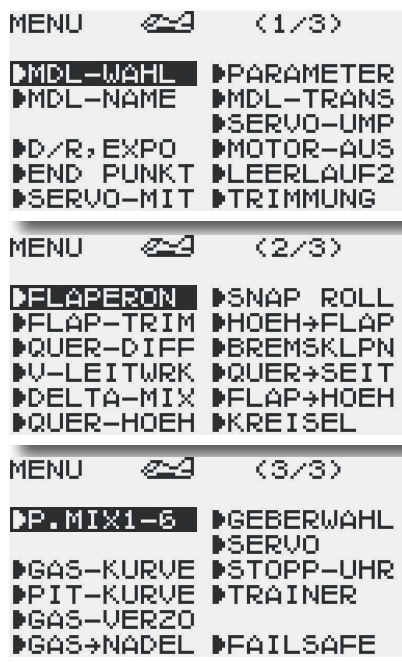 MENU (1/3)
MDL-WAHL PARAMETER
MDL-NAME MDL-TRANS
SERVO-UMP
D/R,EXPO MOTOR-AUS
END PUNKT LEERLAUF2
SERVO-MIT TRIMMUNG
MENU (2/3)
FLAPERON SNAP ROLL
FLAP-TRIM HOEH→FLAP
QUER-DIFF BREMSKLPN
V-LEITWRK QUER→SEIT
DELTA-MIX FLAP→HOEH
QUER-HOEH KREISEL
MENU (3/3)
P.MIX1-6 GEBERWAHL
SERVO
GAS-KURVE STOPP-UHR
PIT-KURVE TRAINER
GAS-VERZO
GAS→NADEL FAILSAFE